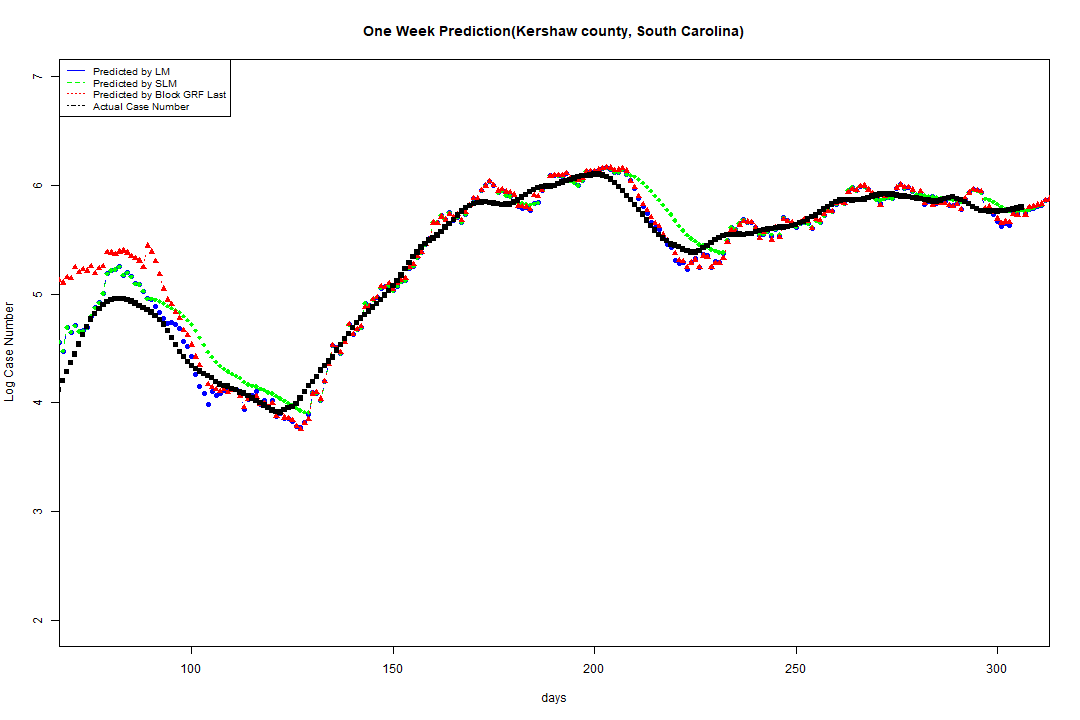 One Week Prediction(Kershaw county, South Carolina)
Predicted by LM
Predicted by SLM
Predicted by Block GRF Last
Actual Case Number
7
6
5
4
3
2
Log Case Number
100 150 200 250 300
days